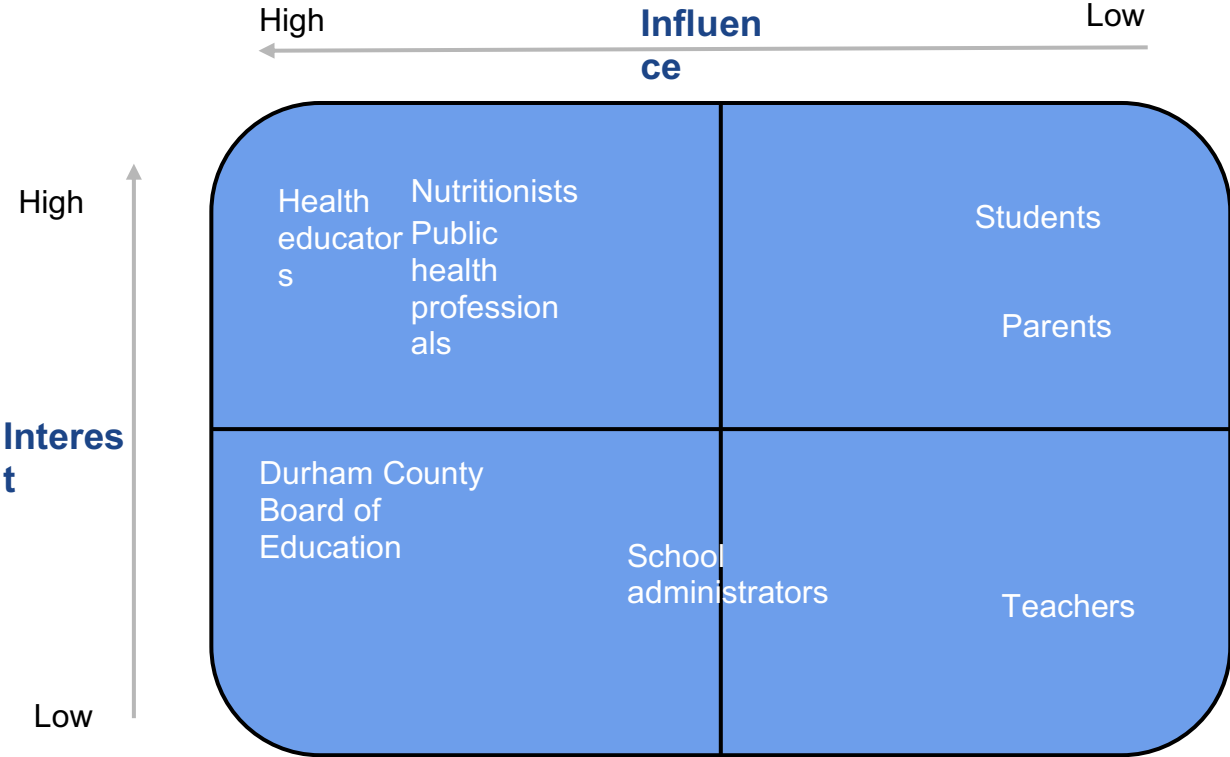 High
Influen
ce
Low
High
Health
educator
s
Nutritionists
Public
health
profession
als
Students
Parents
Interes
t
Durham County
Board of
Education
School
administrators
Teachers
Low